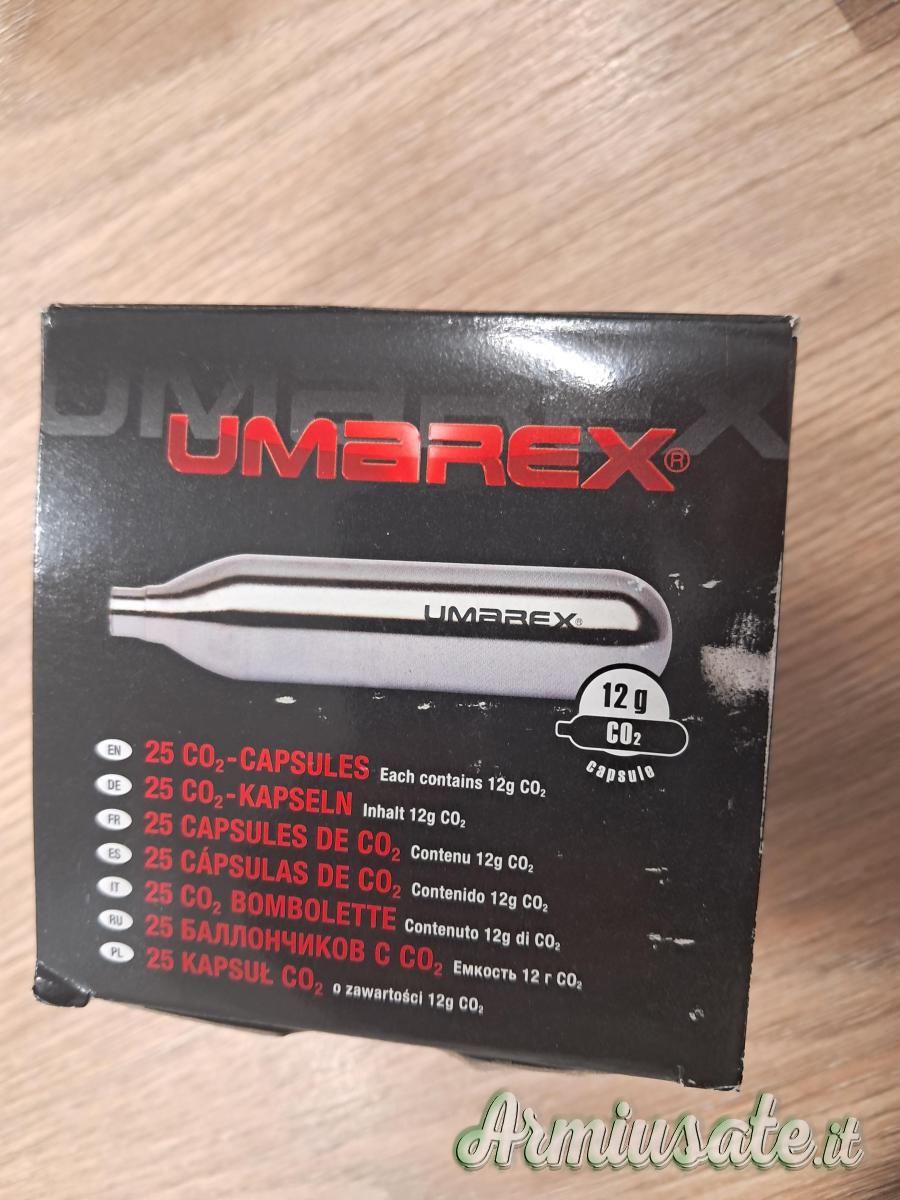 UMAREX
UMAREX®
UMAREX®
12 g
CO₂
capsule
EN 25 CO₂-CAPSULES Each contains 12g CO₂
DE 25 CO₂-KAPSELN Inhalt 12g CO₂
FR 25 CAPSULES DE CO₂ Contenu 12g CO₂
ES 25 CÁPSULAS DE CO₂ Contenido 12g CO₂
IT 25 CO₂ BOMBOLETTE Contenuto 12g di CO₂
RU 25 БАЛЛОНЧИКОВ С CO₂ Емкость 12 г CO₂
PL 25 KAPSUŁ CO₂ o zawartości 12g CO₂
Armiusate.it